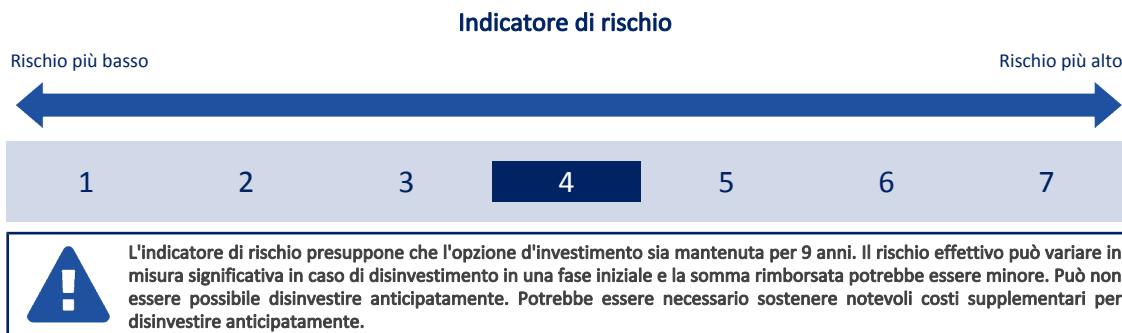 Indicatore di rischio
Rischio più basso
Rischio più alto
1 2 3 4 5 6 7
L'indicatore di rischio presuppone che l'opzione d'investimento sia mantenuta per 9 anni. Il rischio effettivo può variare in
misura significativa in caso di disinvestimento in una fase iniziale e la somma rimborsata potrebbe essere minore. Può non
essere possibile disinvestire anticipatamente. Potrebbe essere necessario sostenere notevoli costi supplementari per
disinvestire anticipatamente.